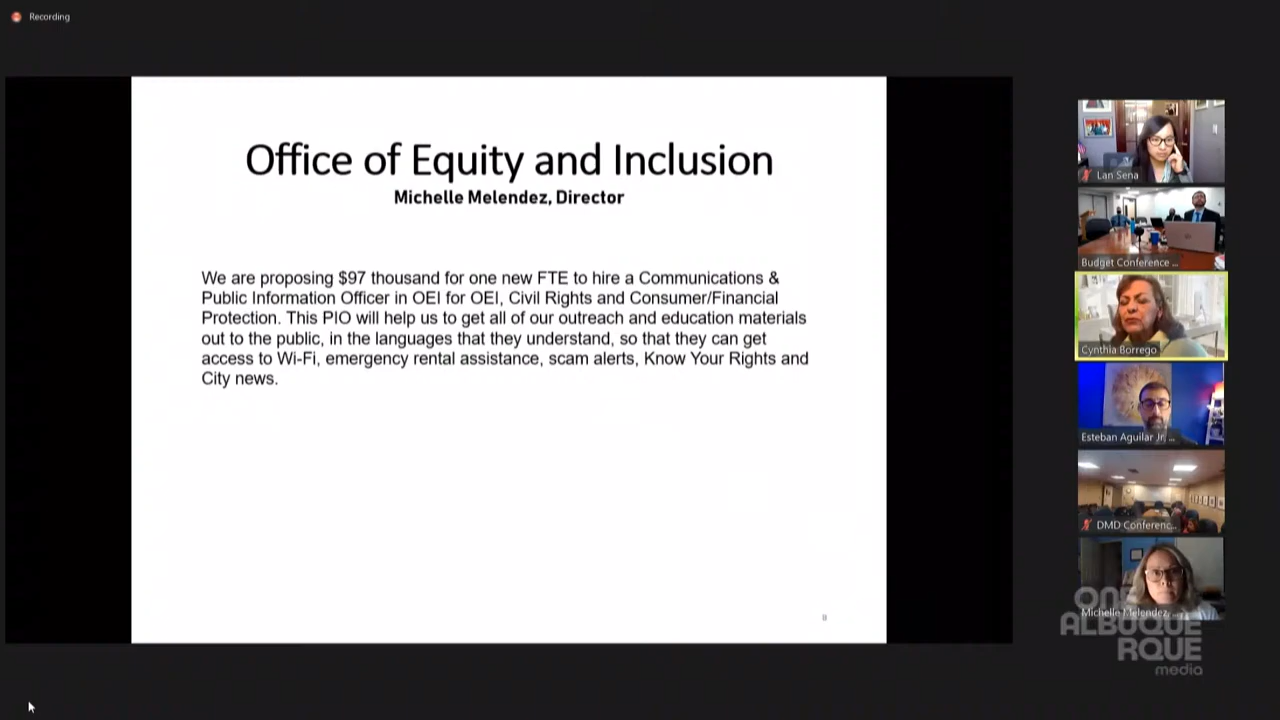 Recording
Office of Equity and Inclusion
Michelle Melendez, Director
We are proposing $97 thousand for one new FTE to hire a Communications &
Public Information Officer in OEI for OEI, Civil Rights and Consumer/Financial
Protection. This PIO will help us to get all of our outreach and education materials
out to the public, in the languages that they understand, so that they can get
access to Wi-Fi, emergency rental assistance, scam alerts, Know Your Rights and
City news.
8
Lan Sena
Budget Conference ...
Cynthia Borrego
Esteban Aguilar Jr. ...
DMD Conferenc...
Michelle Melendez, ...
ONE
ALBUQUE
RQUE
media